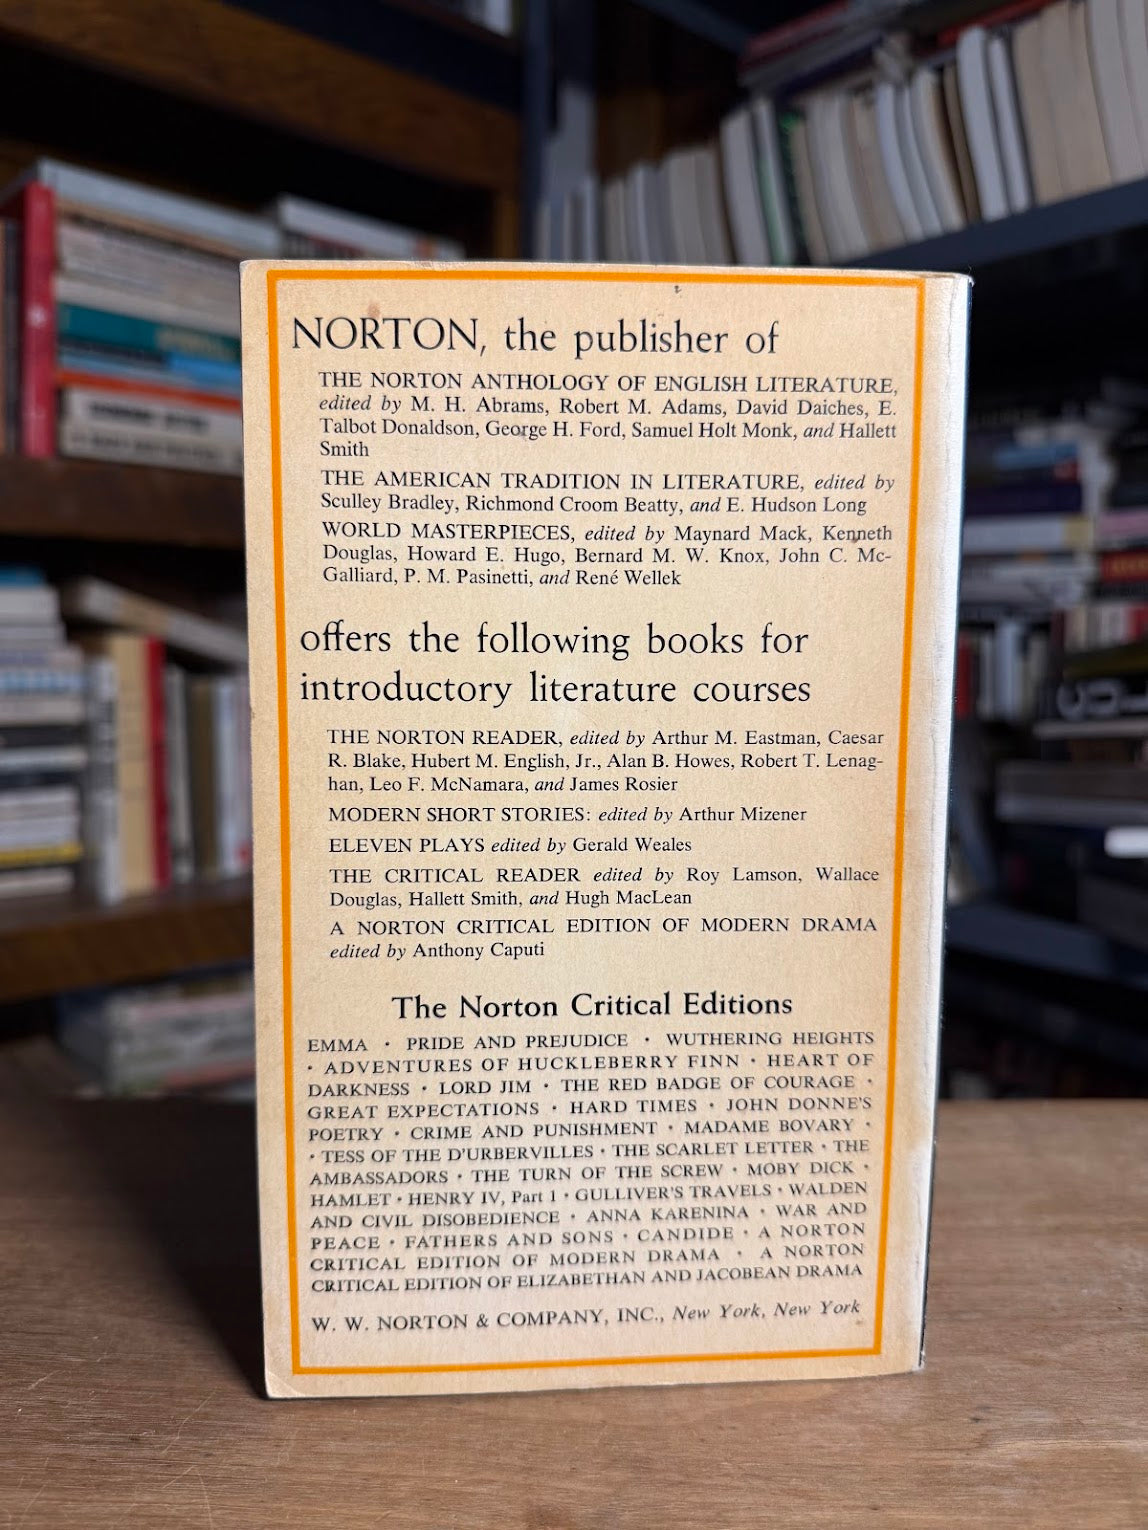 NORTON, the publisher of
THE NORTON ANTHOLOGY OF ENGLISH LITERATURE,
edited by M. H. Abrams, Robert M. Adams, David Daiches, E.
Talbot Donaldson, George H. Ford, Samuel Holt Monk, and Hallett
Smith
THE AMERICAN TRADITION IN LITERATURE, edited by
Sculley Bradley, Richmond Croom Beatty, and E. Hudson Long
WORLD MASTERPIECES, edited by Maynard Mack, Kenneth
Douglas, Howard E. Hugo, Bernard M. W. Knox, John C. Mc-
Galliard, P. M. Pasinetti, and René Wellek
offers the following books for
introductory literature courses
THE NORTON READER, edited by Arthur M. Eastman, Caesar
R. Blake, Hubert M. English, Jr., Alan B. Howes, Robert T. Lenag-
han, Leo F. McNamara, and James Rosier
MODERN SHORT STORIES: edited by Arthur Mizener
ELEVEN PLAYS edited by Gerald Weales
THE CRITICAL READER edited by Roy Lamson, Wallace
Douglas, Hallett Smith, and Hugh MacLean
A NORTON CRITICAL EDITION OF MODERN DRAMA
edited by Anthony Caputi
The Norton Critical Editions
EMMA · PRIDE AND PREJUDICE · WUTHERING HEIGHTS
· ADVENTURES OF HUCKLEBERRY FINN · HEART OF
DARKNESS · LORD JIM · THE RED BADGE OF COURAGE ·
GREAT EXPECTATIONS · HARD TIMES · JOHN DONNE'S
POETRY · CRIME AND PUNISHMENT · MADAME BOVARY ·
· TESS OF THE D'URBERVILLES · THE SCARLET LETTER · THE
AMBASSADORS · THE TURN OF THE SCREW · MOBY DICK ·
HAMLET · HENRY IV, Part 1 · GULLIVER'S TRAVELS · WALDEN
AND CIVIL DISOBEDIENCE · ANNA KARENINA · WAR AND
PEACE · FATHERS AND SONS · CANDIDE · A NORTON
CRITICAL EDITION OF MODERN DRAMA · A NORTON
CRITICAL EDITION OF ELIZABETHAN AND JACOBEAN DRAMA
W. W. NORTON & COMPANY, INC., New York, New York